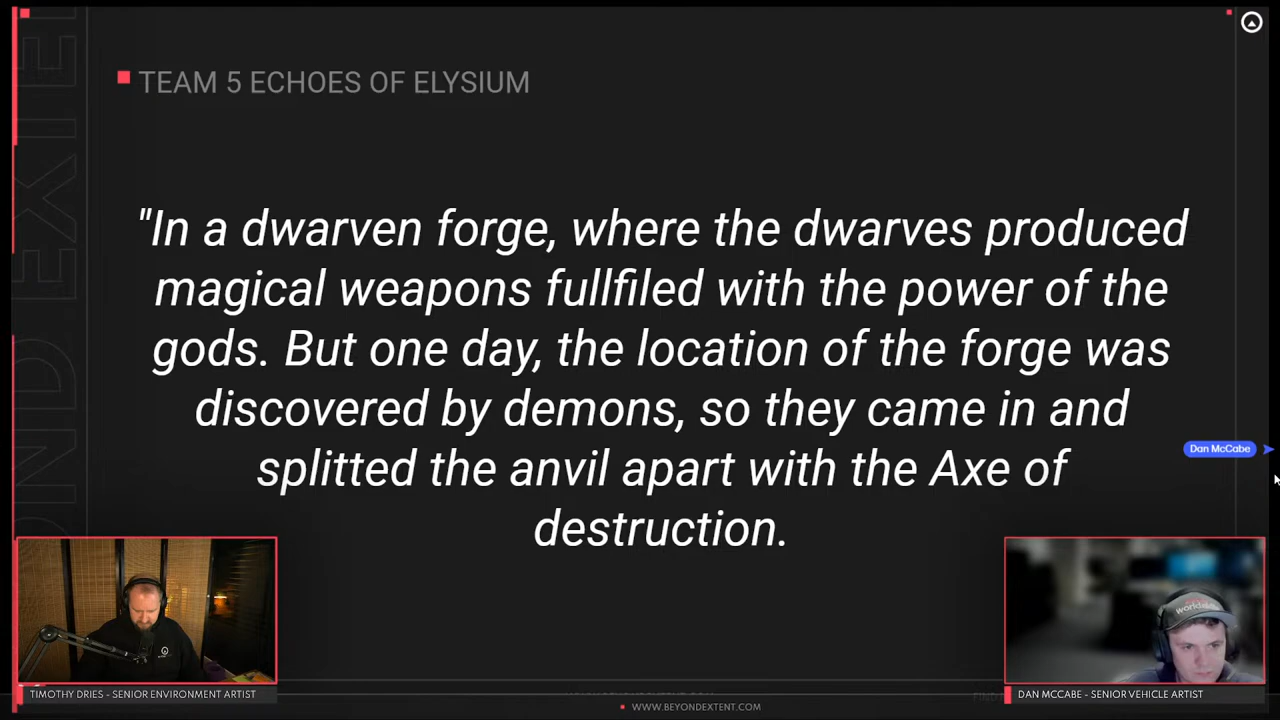 TEAM 5 ECHOES OF ELYSIUM
"In a dwarven forge, where the dwarves produced
magical weapons fullfiled with the power of the
gods. But one day, the location of the forge was
discovered by demons, so they came in and
splitted the anvil apart with the Axe of
destruction.
Dan McCabe
TIMOTHY DRIES - SENIOR ENVIRONMENT ARTIST
DAN MCCABE - SENIOR VEHICLE ARTIST
WWW.BEYONDEXTENT.COM